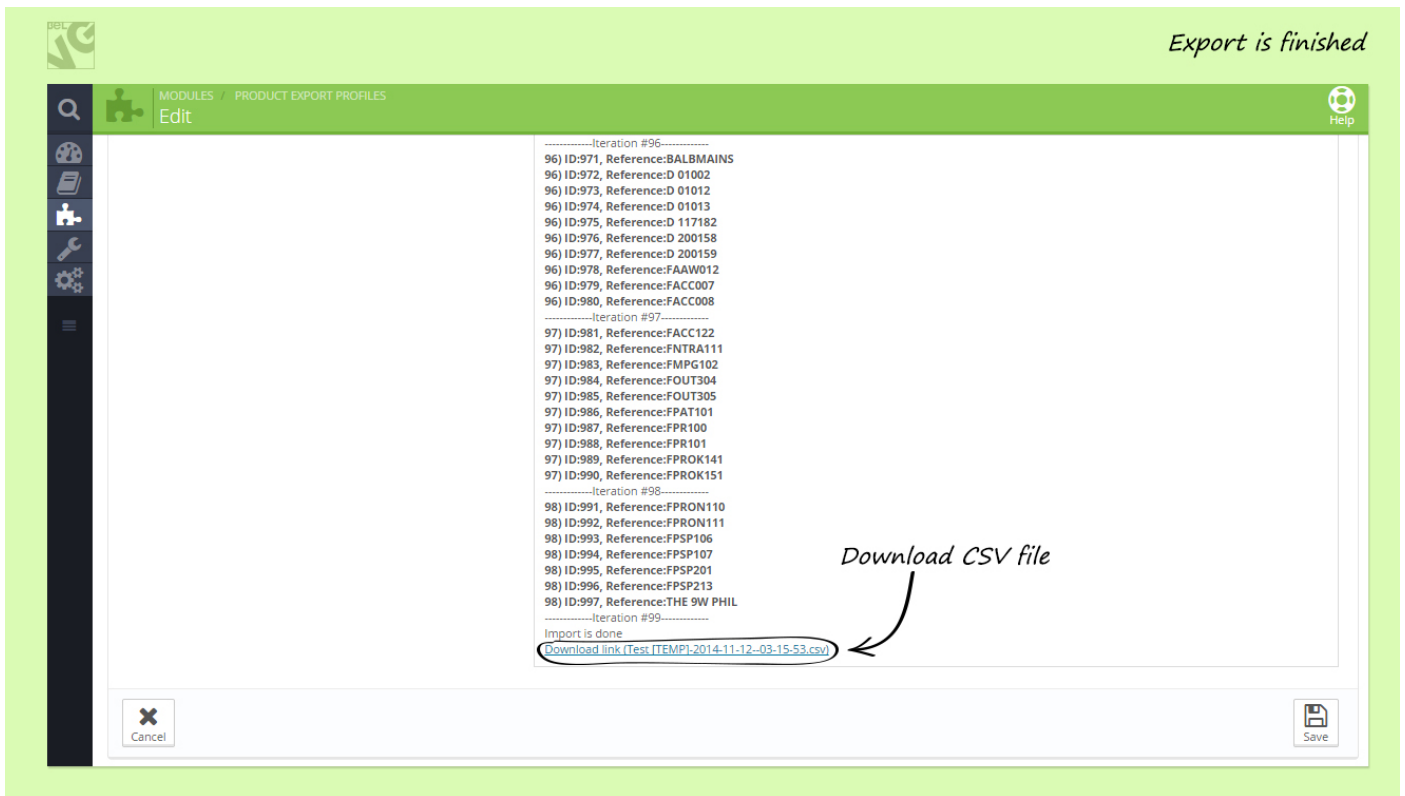 BelVG
Export is finished
MODULES / PRODUCT EXPORT PROFILES
Edit
Help
-------------Iteration #96-------------
96) ID:971, Reference:BALBMAINS
96) ID:972, Reference:D 01002
96) ID:973, Reference:D 01012
96) ID:974, Reference:D 01013
96) ID:975, Reference:D 117182
96) ID:976, Reference:D 200158
96) ID:977, Reference:D 200159
96) ID:978, Reference:FAAW012
96) ID:979, Reference:FACC007
96) ID:980, Reference:FACC008
-------------Iteration #97-------------
97) ID:981, Reference:FACC122
97) ID:982, Reference:FNTRA111
97) ID:983, Reference:FMPG102
97) ID:984, Reference:FOUT304
97) ID:985, Reference:FOUT305
97) ID:986, Reference:FPAT101
97) ID:987, Reference:FPR100
97) ID:988, Reference:FPR101
97) ID:989, Reference:FPROK141
97) ID:990, Reference:FPROK151
-------------Iteration #98-------------
98) ID:991, Reference:FPRON110
98) ID:992, Reference:FPRON111
98) ID:993, Reference:FPSP106
98) ID:994, Reference:FPSP107
98) ID:995, Reference:FPSP201
98) ID:996, Reference:FPSP213
98) ID:997, Reference:THE 9W PHIL
-------------Iteration #99-------------
Import is done
Download link (Test [TEMP]-2014-11-12--03-15-53.csv)
Download CSV file
Cancel
Save